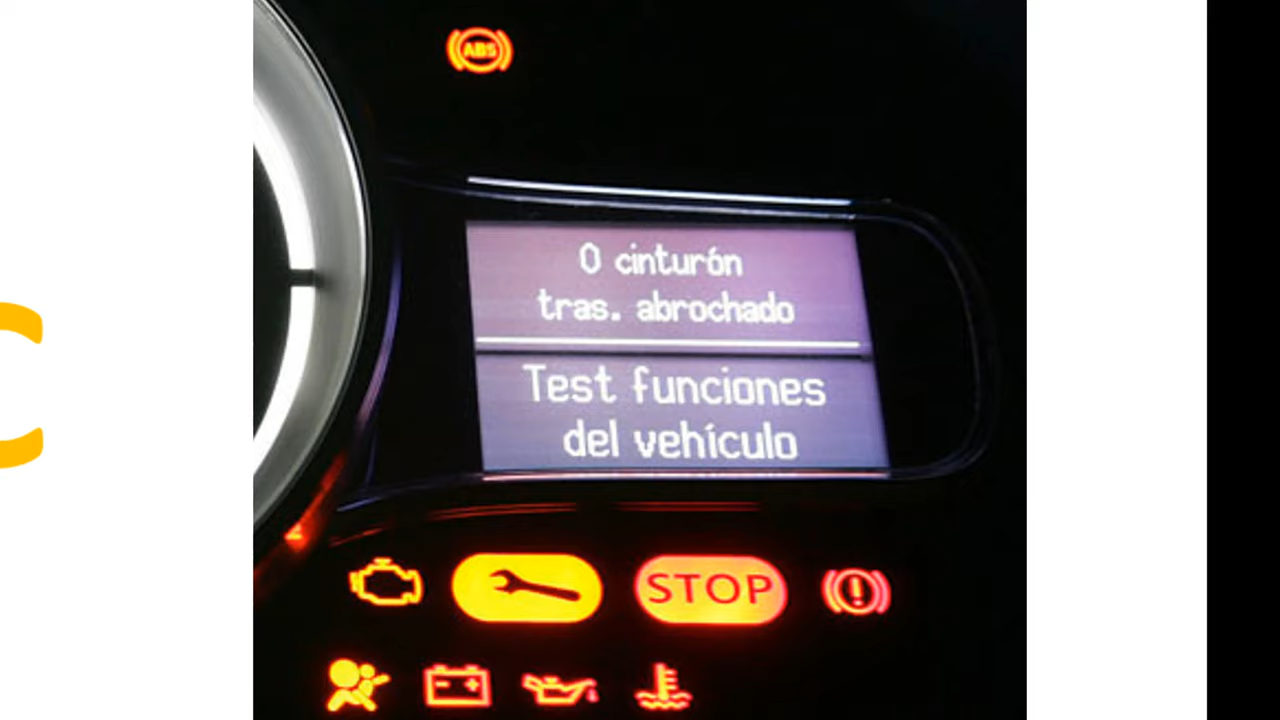 ABS
0 cinturón
tras. abrochado
Test funciones
del vehículo
STOP